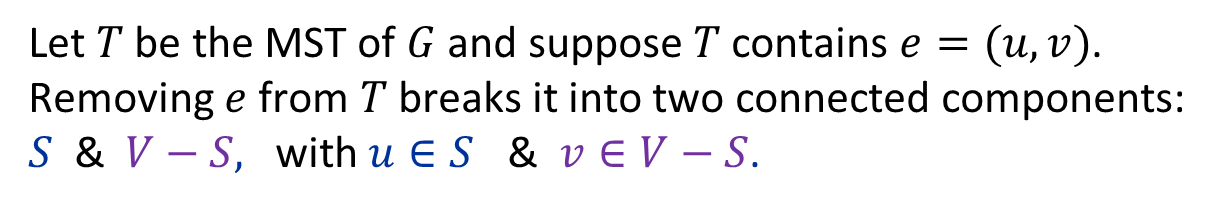 Let T be the MST of G and suppose T contains e = (u, v).
Removing e from T breaks it into two connected components:
S & V − S, with u ∈ S & v ∈ V − S.